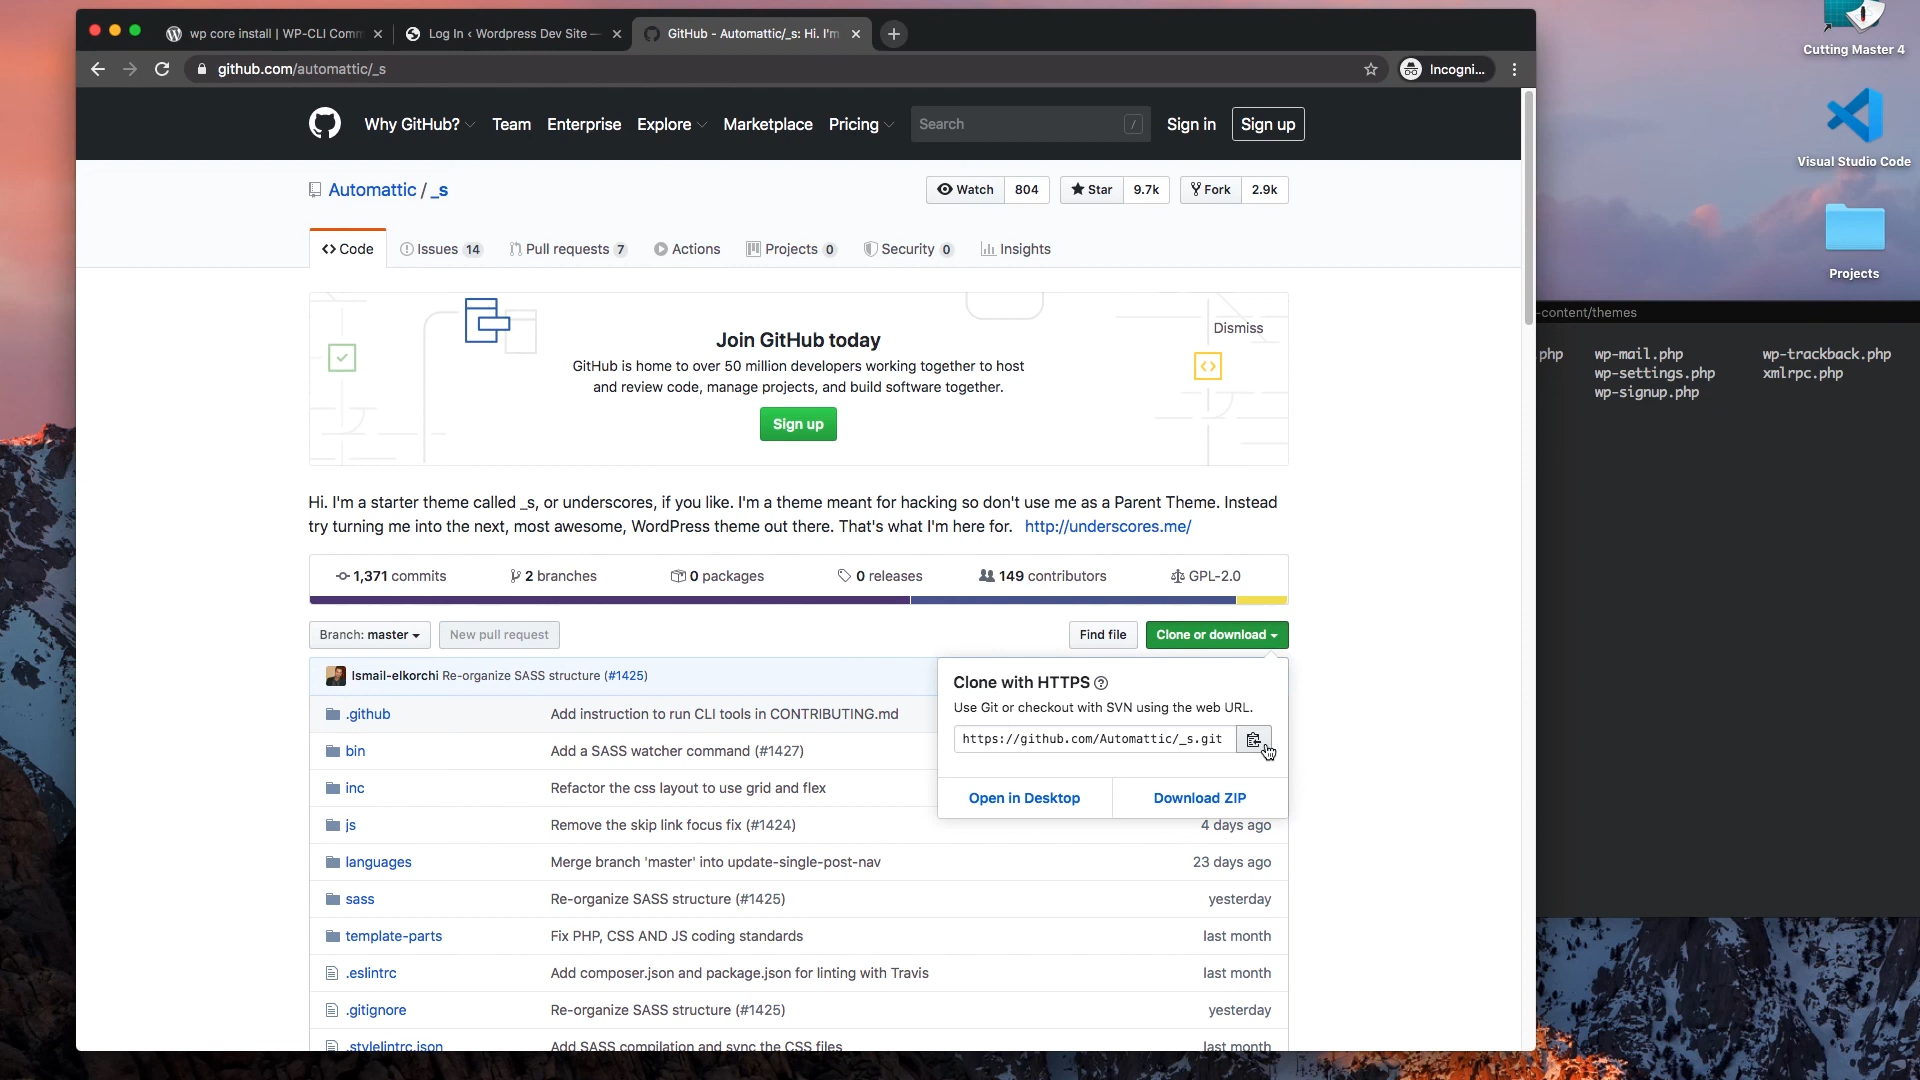 wp core install | WP-CLI Comm
Log In ‹ Wordpress Dev Site —
GitHub - Automattic/_s: Hi. I'm
github.com/automattic/_s
Incogni...
Cutting Master 4
Visual Studio Code
Projects
-content/themes
php wp-mail.php wp-trackback.php
wp-settings.php xmlrpc.php
wp-signup.php
Why GitHub? Team Enterprise Explore Marketplace Pricing Search / Sign in Sign up
Automattic / _s
Watch 804 Star 9.7k Fork 2.9k
Code Issues 14 Pull requests 7 Actions Projects 0 Security 0 Insights
Join GitHub today
Dismiss
GitHub is home to over 50 million developers working together to host
and review code, manage projects, and build software together.
Sign up
Hi. I'm a starter theme called _s, or underscores, if you like. I'm a theme meant for hacking so don't use me as a Parent Theme. Instead
try turning me into the next, most awesome, WordPress theme out there. That's what I'm here for. http://underscores.me/
1,371 commits 2 branches 0 packages 0 releases 149 contributors GPL-2.0
Branch: master New pull request Find file Clone or download
Ismail-elkorchi Re-organize SASS structure (#1425)
Clone with HTTPS
Use Git or checkout with SVN using the web URL.
https://github.com/Automattic/_s.git
Open in Desktop Download ZIP
.github Add instruction to run CLI tools in CONTRIBUTING.md
bin Add a SASS watcher command (#1427)
inc Refactor the css layout to use grid and flex
js Remove the skip link focus fix (#1424) 4 days ago
languages Merge branch 'master' into update-single-post-nav 23 days ago
sass Re-organize SASS structure (#1425) yesterday
template-parts Fix PHP, CSS AND JS coding standards last month
.eslintrc Add composer.json and package.json for linting with Travis last month
.gitignore Re-organize SASS structure (#1425) yesterday
.stylelintrc.json Add SASS compilation and sync the CSS files last month